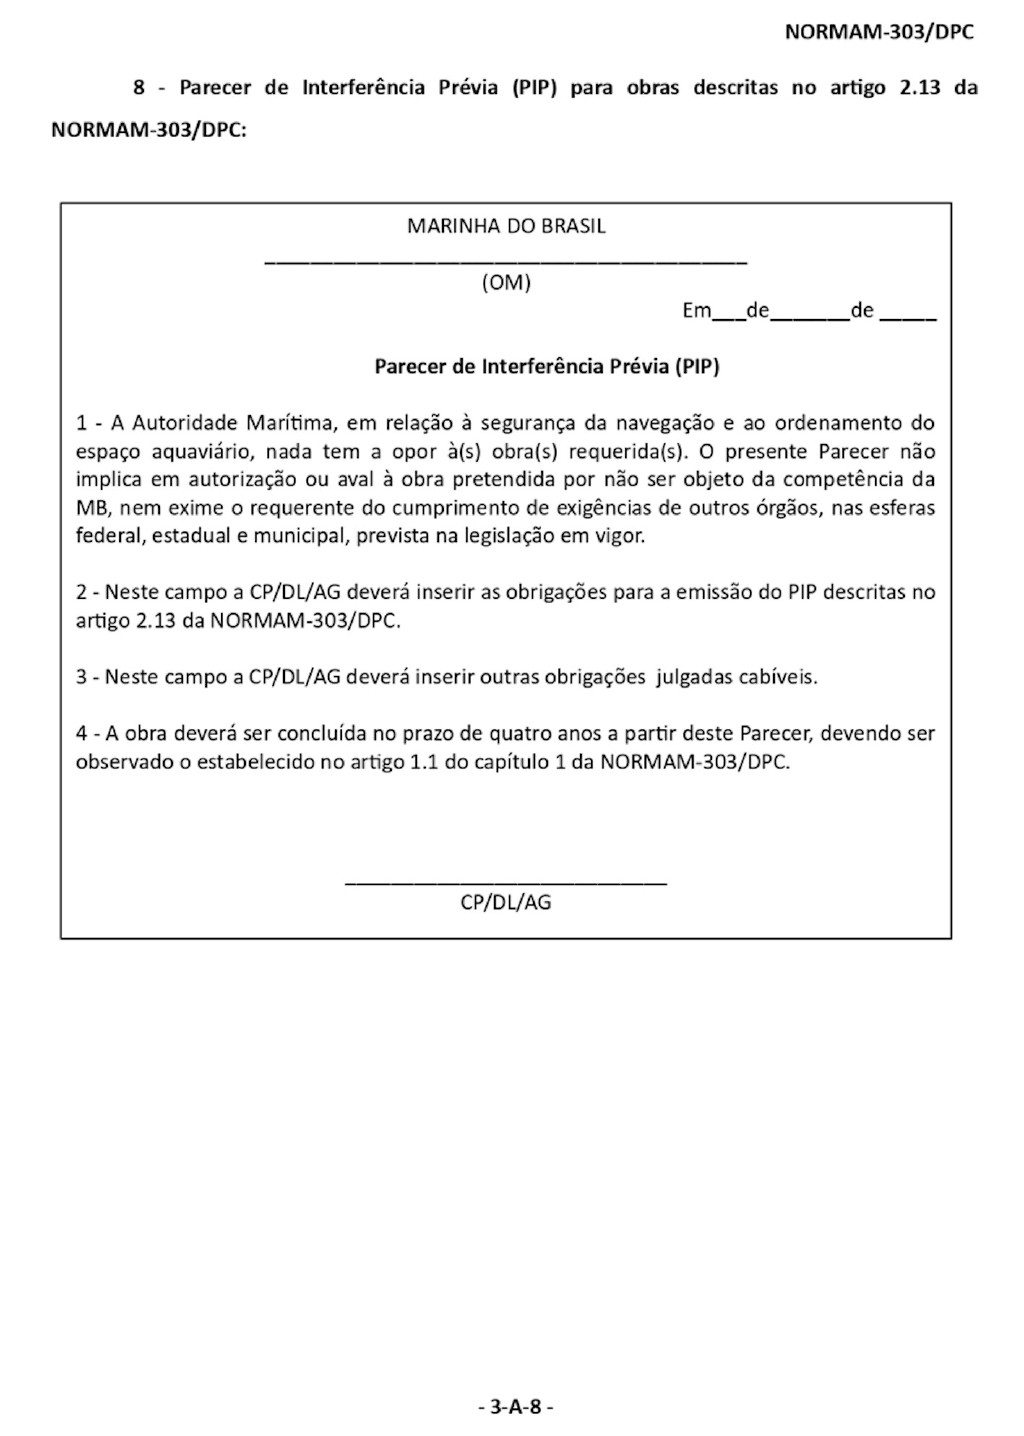 NORMAM-303/DPC
8 - Parecer de Interferência Prévia (PIP) para obras descritas no artigo 2.13 da
NORMAM-303/DPC:
MARINHA DO BRASIL
__________________________________________
(OM)
Em___de_______de _____
Parecer de Interferência Prévia (PIP)
1 - A Autoridade Marítima, em relação à segurança da navegação e ao ordenamento do
espaço aquaviário, nada tem a opor à(s) obra(s) requerida(s). O presente Parecer não
implica em autorização ou aval à obra pretendida por não ser objeto da competência da
MB, nem exime o requerente do cumprimento de exigências de outros órgãos, nas esferas
federal, estadual e municipal, prevista na legislação em vigor.
2 - Neste campo a CP/DL/AG deverá inserir as obrigações para a emissão do PIP descritas no
artigo 2.13 da NORMAM-303/DPC.
3 - Neste campo a CP/DL/AG deverá inserir outras obrigações julgadas cabíveis.
4 - A obra deverá ser concluída no prazo de quatro anos a partir deste Parecer, devendo ser
observado o estabelecido no artigo 1.1 do capítulo 1 da NORMAM-303/DPC.
____________________________
CP/DL/AG
- 3-A-8 -